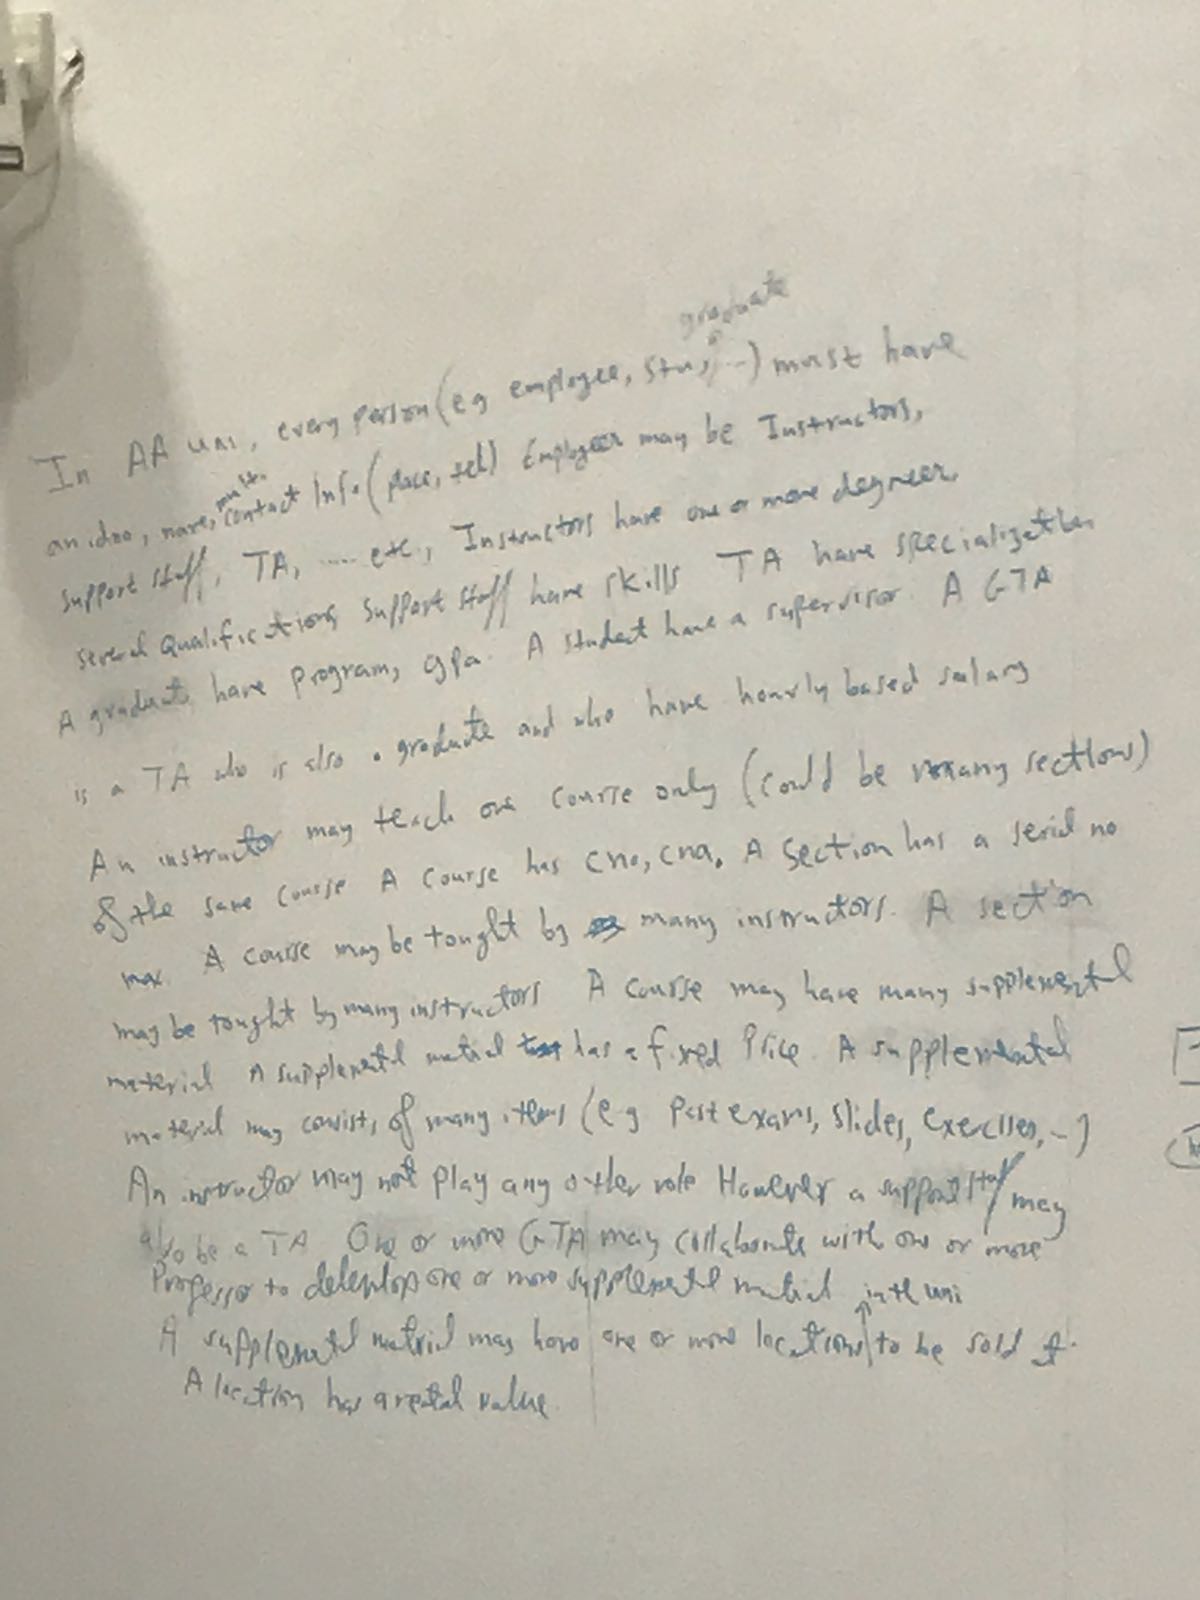 graduate
In AA uni, every person (eg employee, stu, ...) must have
multi
an idno, name, contact Info (place, tel) Employees may be Instructors,
support staff, TA, ..... etc., Instructors have one or more degreees,
several Qualifications Support staff have skills TA have specialization
A graduate have program, gpa. A student have a supervisor. A GTA
is a TA who is also a graduate and also have hourly based salary
An instructor may teach one course only (could be many sections)
of the same course A course has cno, cna. A section has a serial no
max. A course may be tought by many instructors. A section
may be tought by many instructors A course may have many supplemental
material A supplemental material has a fixed Price. A supplemental
material may consists of many items (eg Past exams, slides, exercises, ...)
An instructor may not play any other role However a support staff may
also be a TA One or more GTA may collaborate with one or more
Professor to develop one or more supplemental material
in the uni
A supplemental material may have one or more locations to be sold at.
A location has a rental value.